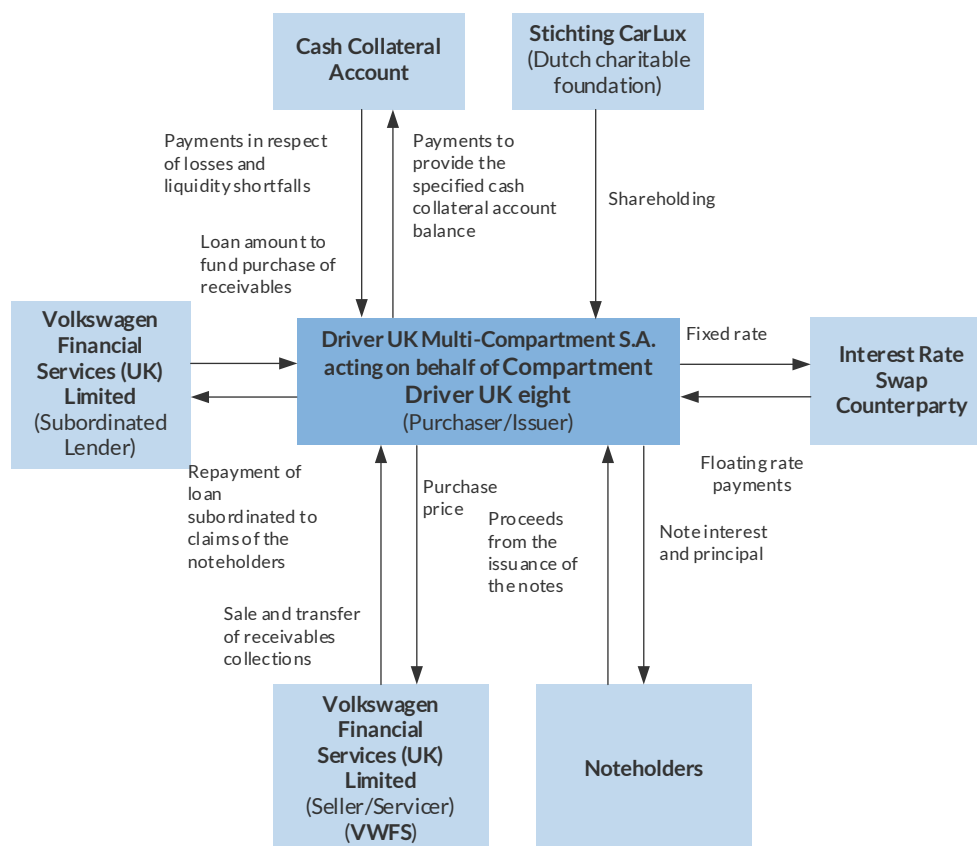 Cash Collateral
Account
Stichting CarLux
(Dutch charitable
foundation)
Payments in respect
of losses and
liquidity shortfalls
Payments to
provide the
specified cash
collateral account
balance
Shareholding
Loan amount to
fund purchase of
receivables
Volkswagen
Financial
Services (UK)
Limited
(Subordinated
Lender)
Driver UK Multi-Compartment S.A.
acting on behalf of Compartment
Driver UK eight
(Purchaser/Issuer)
Fixed rate
Interest Rate
Swap
Counterparty
Floating rate
payments
Repayment of
loan
subordinated to
claims of the
noteholders
Purchase
price
Proceeds
from the
issuance of
the notes
Note interest
and principal
Sale and transfer
of receivables
collections
Volkswagen
Financial
Services (UK)
Limited
(Seller/Servicer)
(VWFS)
Noteholders